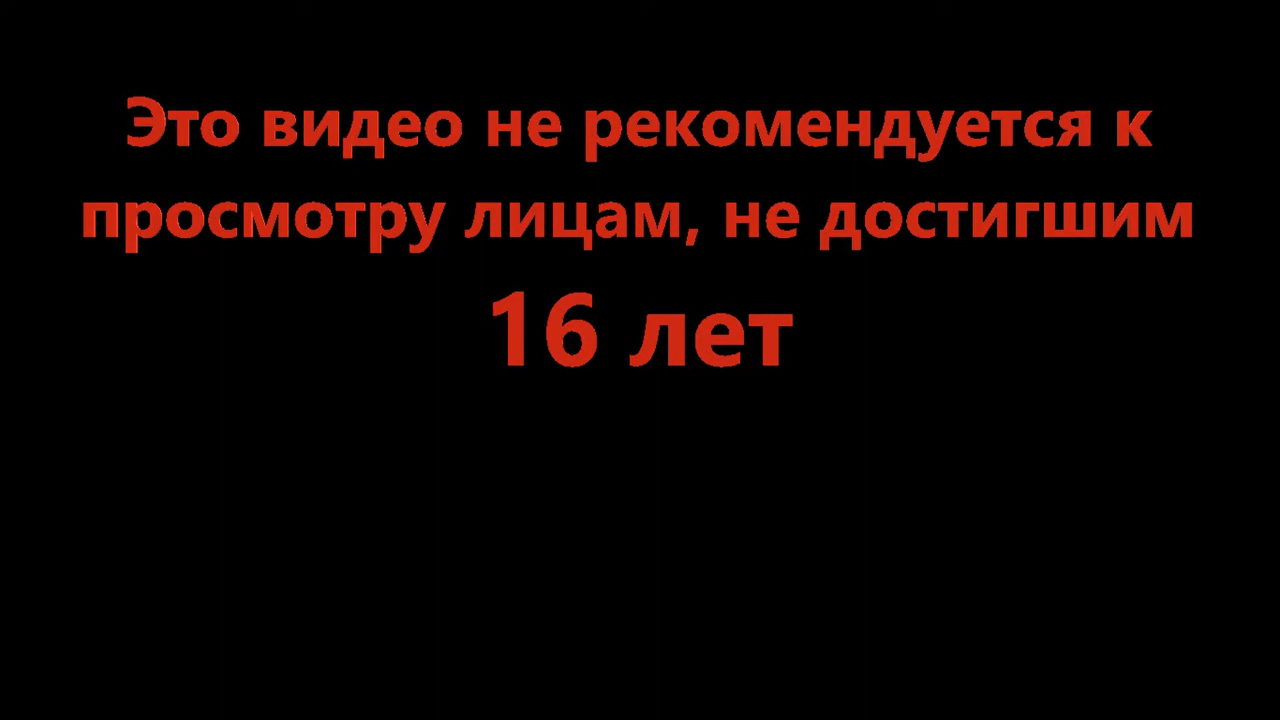 Это видео не рекомендуется к
просмотру лицам, не достигшим
16 лет